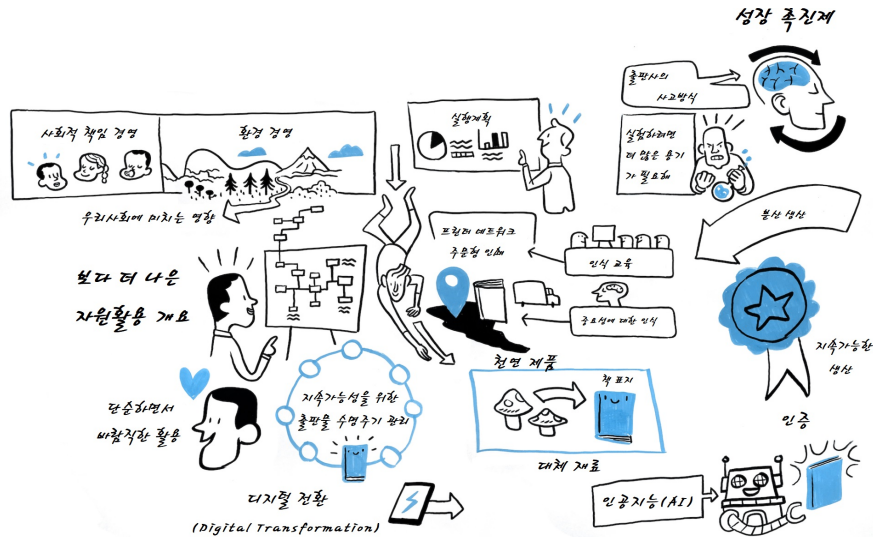 성장 촉진제
출판사의
사고방식
실행계획
사회적 책임 경영
환경 경영
실험하려면
더 많은 용기
가 필요해
우리사회에 미치는 영향
분산 생산
프린터 네트워크
주문형 인쇄
인식 교육
보다 더 나은
자원활용 개요
중요성에 대한 인식
지속가능한
생산
천연 제품
책 표지
지속가능성을 위한
출판물 수명주기 관리
단순하면서
바람직한 활용
인증
대체 재료
디지털 전환
(Digital Transformation)
인공지능(AI)